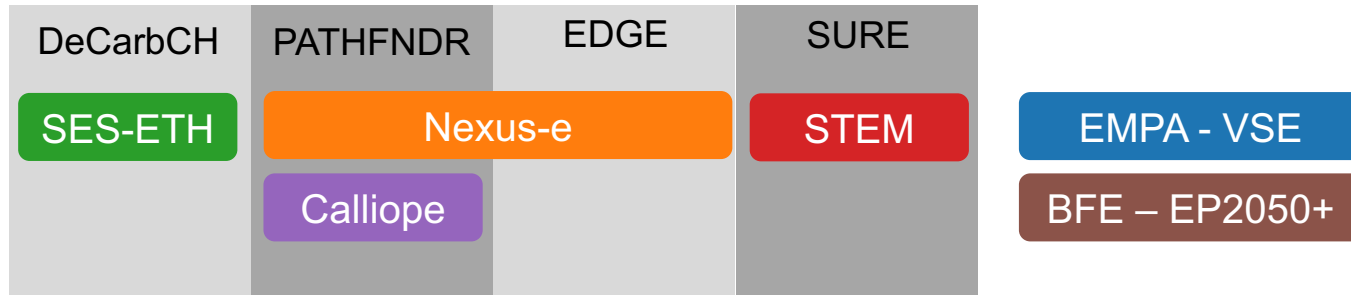 DeCarbCH
PATHFNDR
EDGE
SURE
SES-ETH
Nexus-e
STEM
EMPA - VSE
Calliope
BFE – EP2050+